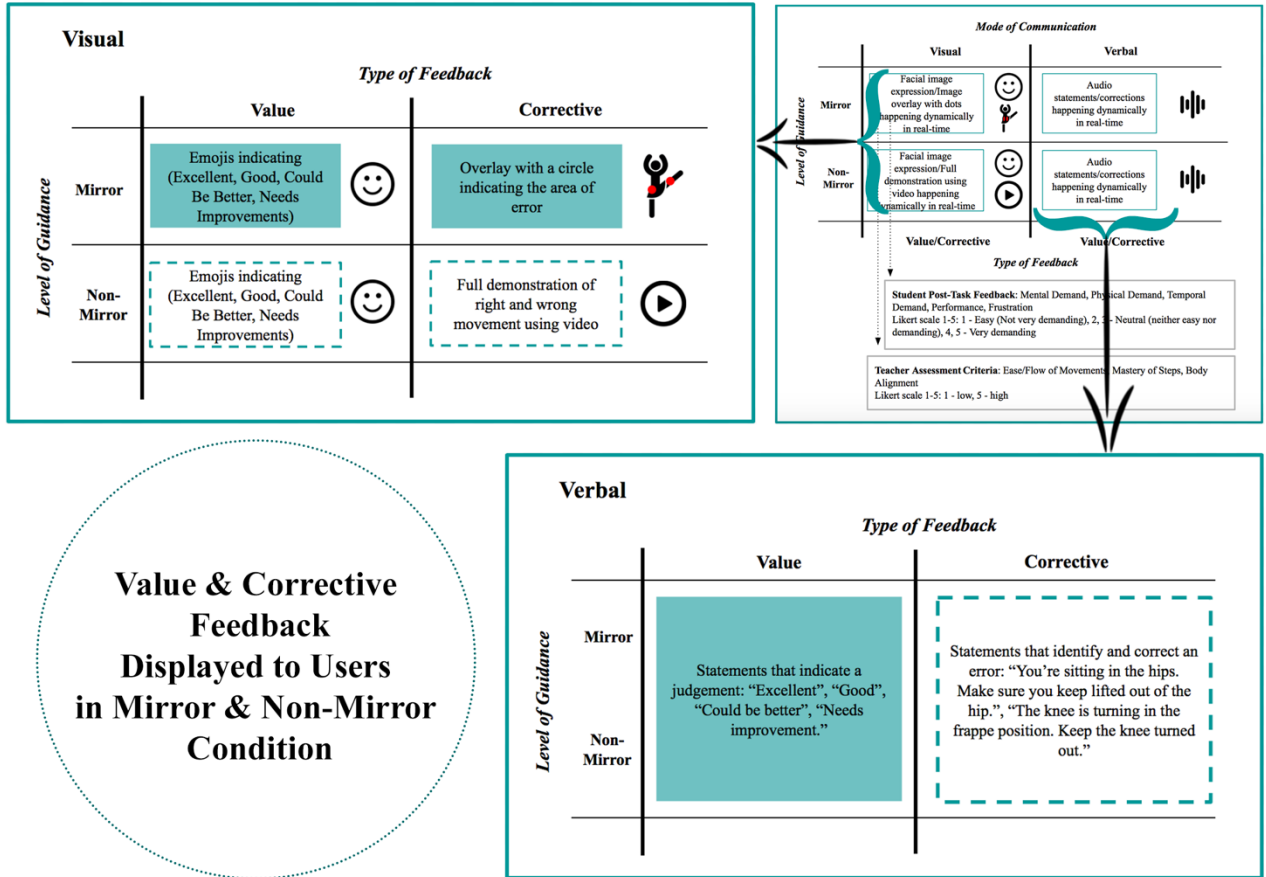 Visual
Type of Feedback
Value
Corrective
Level of Guidance
Mirror
Emojis indicating
(Excellent, Good, Could
Be Better, Needs
Improvements)
Overlay with a circle
indicating the area of
error
Non-
Mirror
Emojis indicating
(Excellent, Good, Could
Be Better, Needs
Improvements)
Full demonstration of
right and wrong
movement using video
Mode of Communication
Visual
Verbal
Level of Guidance
Mirror
Facial image
expression/Image
overlay with dots
happening dynamically
in real-time
Audio
statements/corrections
happening dynamically
in real-time
Non-
Mirror
Facial image
expression/Full
demonstration using
video happening
dynamically in real-time
Audio
statements/corrections
happening dynamically
in real-time
Value/Corrective
Value/Corrective
Type of Feedback
Student Post-Task Feedback: Mental Demand, Physical Demand, Temporal
Demand, Performance, Frustration
Likert scale 1-5: 1 - Easy (Not very demanding), 2, 3 - Neutral (neither easy nor
demanding), 4, 5 - Very demanding
Teacher Assessment Criteria: Ease/Flow of Movements, Mastery of Steps, Body
Alignment
Likert scale 1-5: 1 - low, 5 - high
Value & Corrective
Feedback
Displayed to Users
in Mirror & Non-Mirror
Condition
Verbal
Type of Feedback
Value
Corrective
Level of Guidance
Mirror
Non-
Mirror
Statements that indicate a
judgement: “Excellent”, “Good”,
“Could be better”, “Needs
improvement.”
Statements that identify and correct an
error: “You’re sitting in the hips.
Make sure you keep lifted out of the
hip.”, “The knee is turning in the
frappe position. Keep the knee turned
out.”